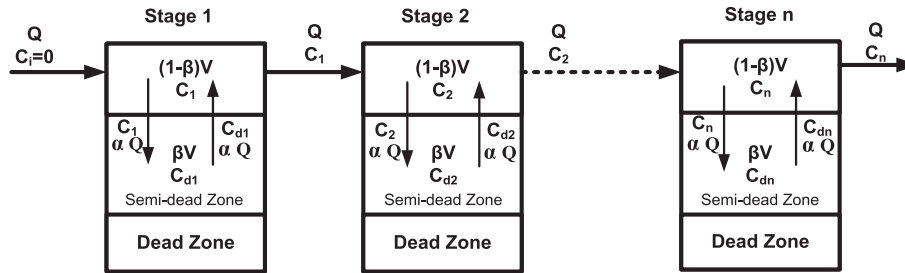 Stage 1
Stage 2
Stage n
Q
C_i=0
(1-β)V
C_1
C_1
α Q
C_d1
α Q
βV
C_d1
Semi-dead Zone
Dead Zone
Q
C_1
(1-β)V
C_2
C_2
α Q
C_d2
α Q
βV
C_d2
Semi-dead Zone
Dead Zone
Q
C_2
(1-β)V
C_n
C_n
α Q
C_dn
α Q
βV
C_dn
Semi-dead Zone
Dead Zone
Q
C_n